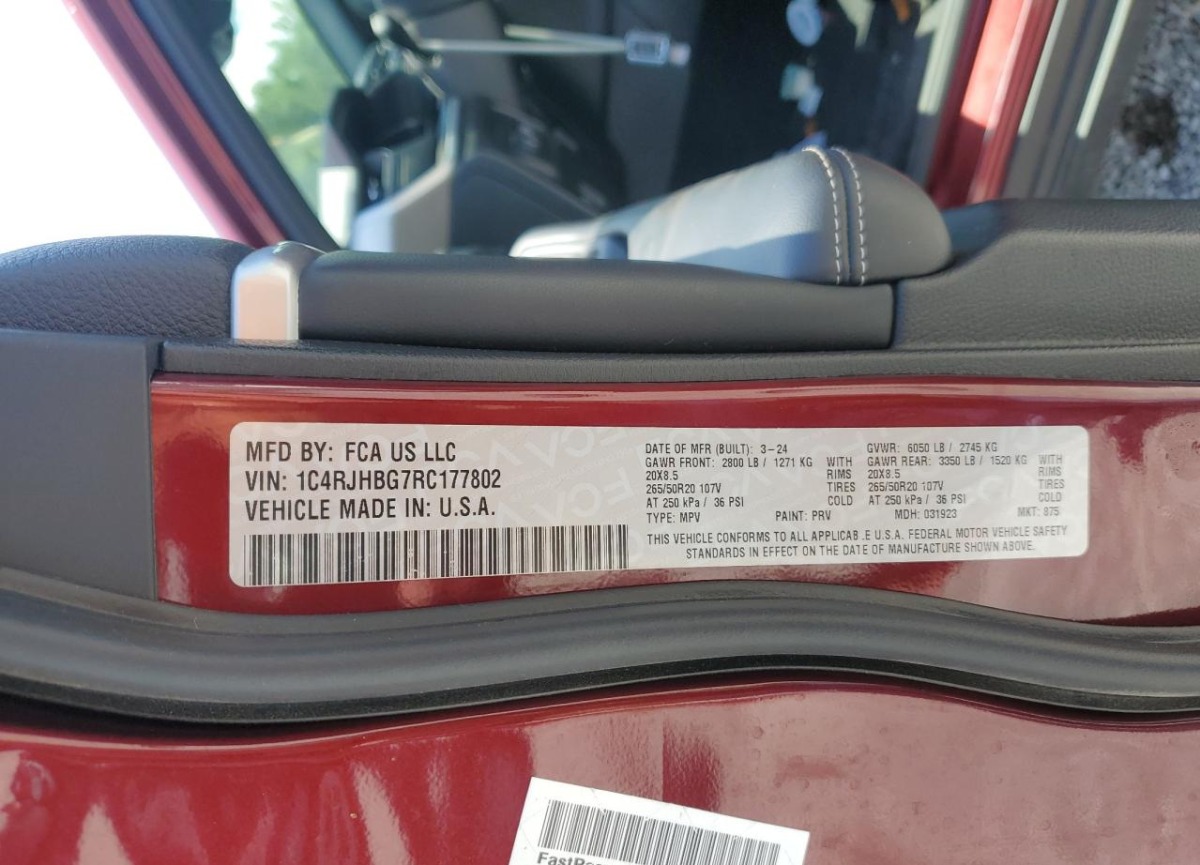 MFD BY: FCA US LLC
VIN: 1C4RJHBG7RC177802
VEHICLE MADE IN: U.S.A.
DATE OF MFR (BUILT): 3-24 GVWR: 6050 LB / 2745 KG
GAWR FRONT: 2800 LB / 1271 KG WITH GAWR REAR: 3350 LB / 1520 KG WITH
20X8.5 RIMS 20X8.5 RIMS
265/50R20 107V TIRES 265/50R20 107V TIRES
AT 250 kPa / 36 PSI COLD AT 250 kPa / 36 PSI COLD
TYPE: MPV PAINT: PRV MDH: 031923 MKT: 875
THIS VEHICLE CONFORMS TO ALL APPLICAB .E U.S.A. FEDERAL MOTOR VEHICLE SAFETY
STANDARDS IN EFFECT ON THE DATE OF MANUFACTURE SHOWN ABOVE.